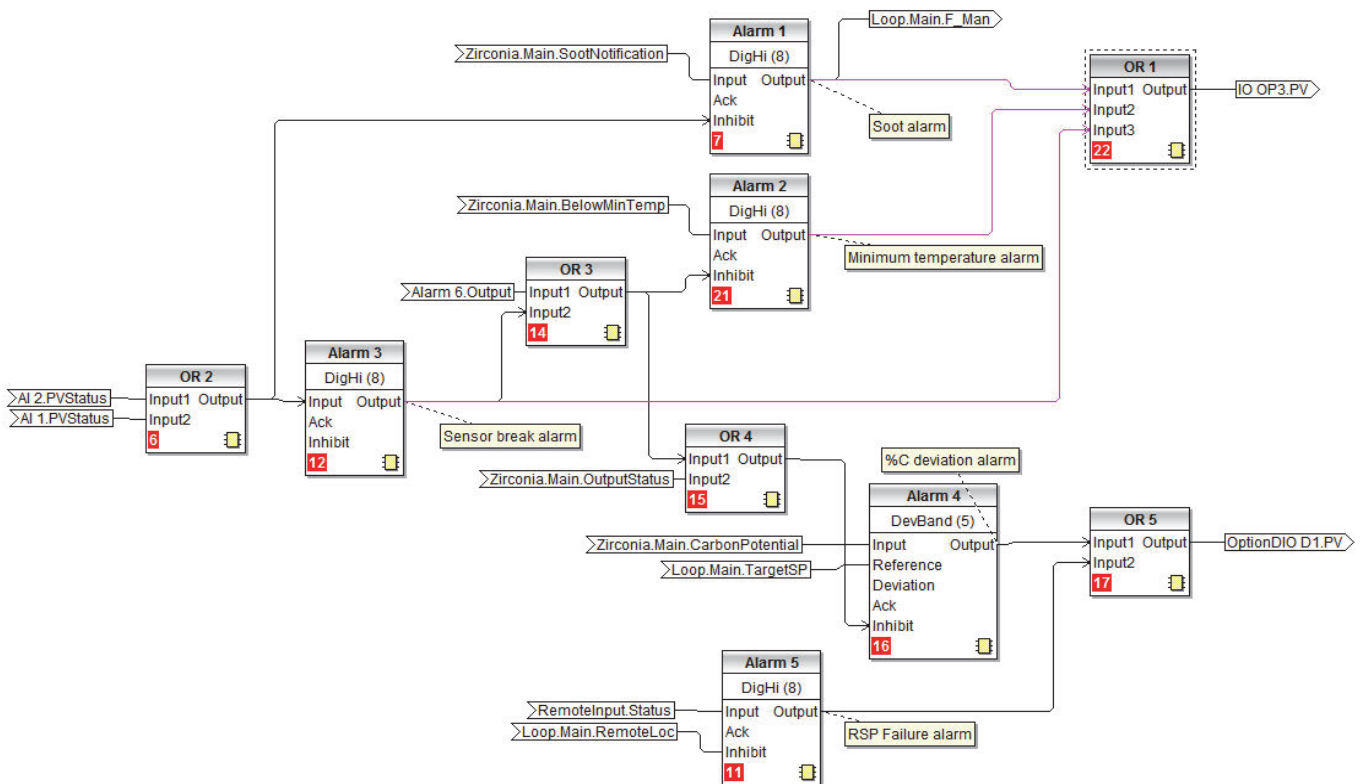 Alarm 1
DigHi (8)
Input Output
Ack
Inhibit
7
Zirconia.Main.SootNotification
Loop.Main.F_Man
Soot alarm
OR 1
Input1 Output
Input2
Input3
22
IO OP3.PV
Alarm 2
DigHi (8)
Input Output
Ack
Inhibit
21
Zirconia.Main.BelowMinTemp
Minimum temperature alarm
OR 3
Input1 Output
Input2
14
Alarm 6.Output
Alarm 3
DigHi (8)
Input Output
Ack
Inhibit
12
Sensor break alarm
OR 2
Input1 Output
Input2
6
AI 2.PVStatus
AI 1.PVStatus
OR 4
Input1 Output
Input2
15
Zirconia.Main.OutputStatus
%C deviation alarm
Alarm 4
DevBand (5)
Input Output
Reference
Deviation
Ack
Inhibit
16
Zirconia.Main.CarbonPotential
Loop.Main.TargetSP
OR 5
Input1 Output
Input2
17
OptionDIO D1.PV
Alarm 5
DigHi (8)
Input Output
Ack
Inhibit
11
RemoteInput.Status
Loop.Main.RemoteLoc
RSP Failure alarm